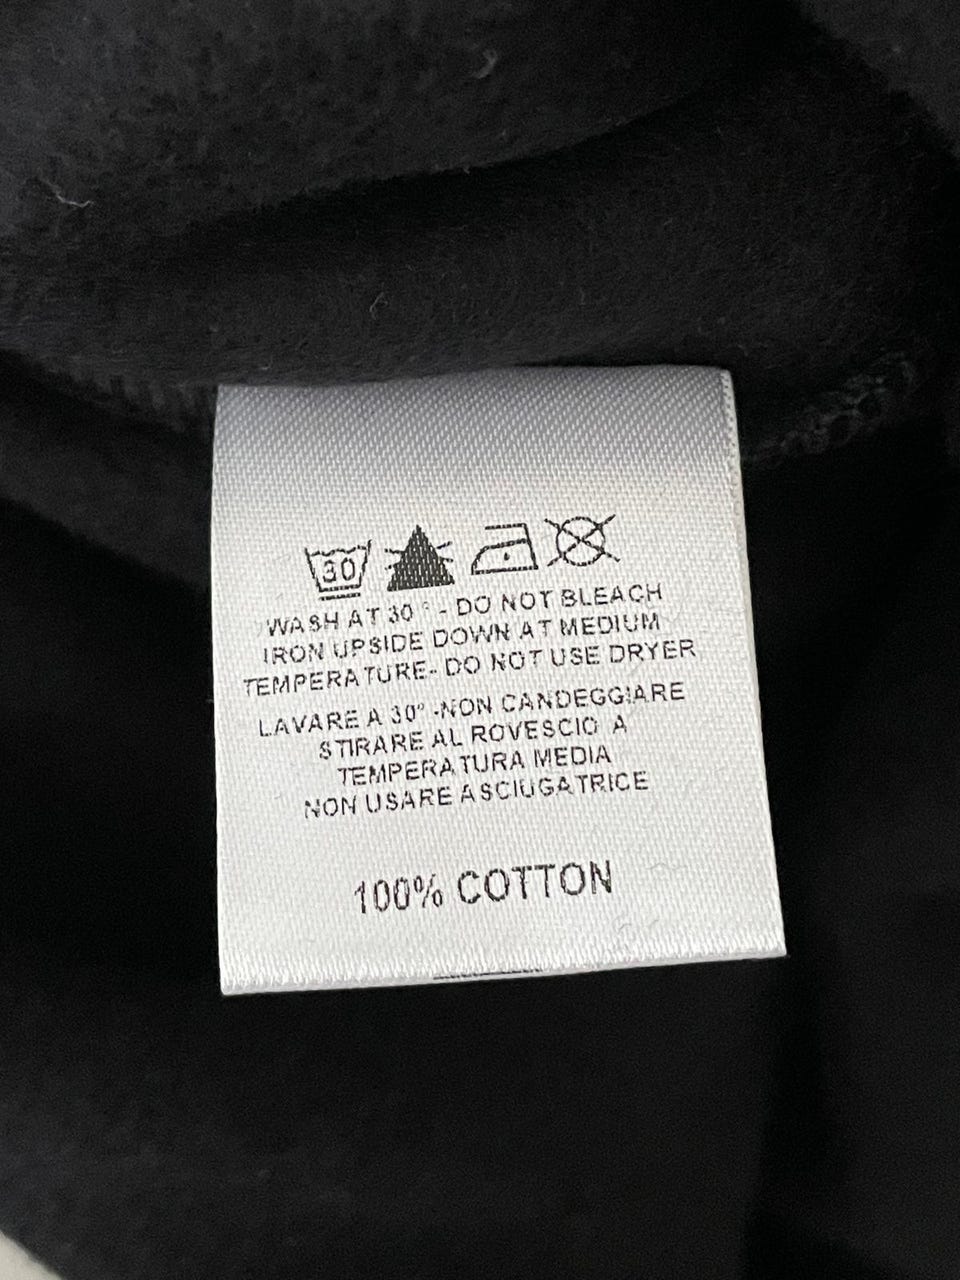 30
WASH AT 30° - DO NOT BLEACH
IRON UPSIDE DOWN AT MEDIUM
TEMPERATURE- DO NOT USE DRYER
LAVARE A 30° -NON CANDEGGIARE
STIRARE AL ROVESCIO A
TEMPERATURA MEDIA
NON USARE ASCIUGATRICE
100% COTTON